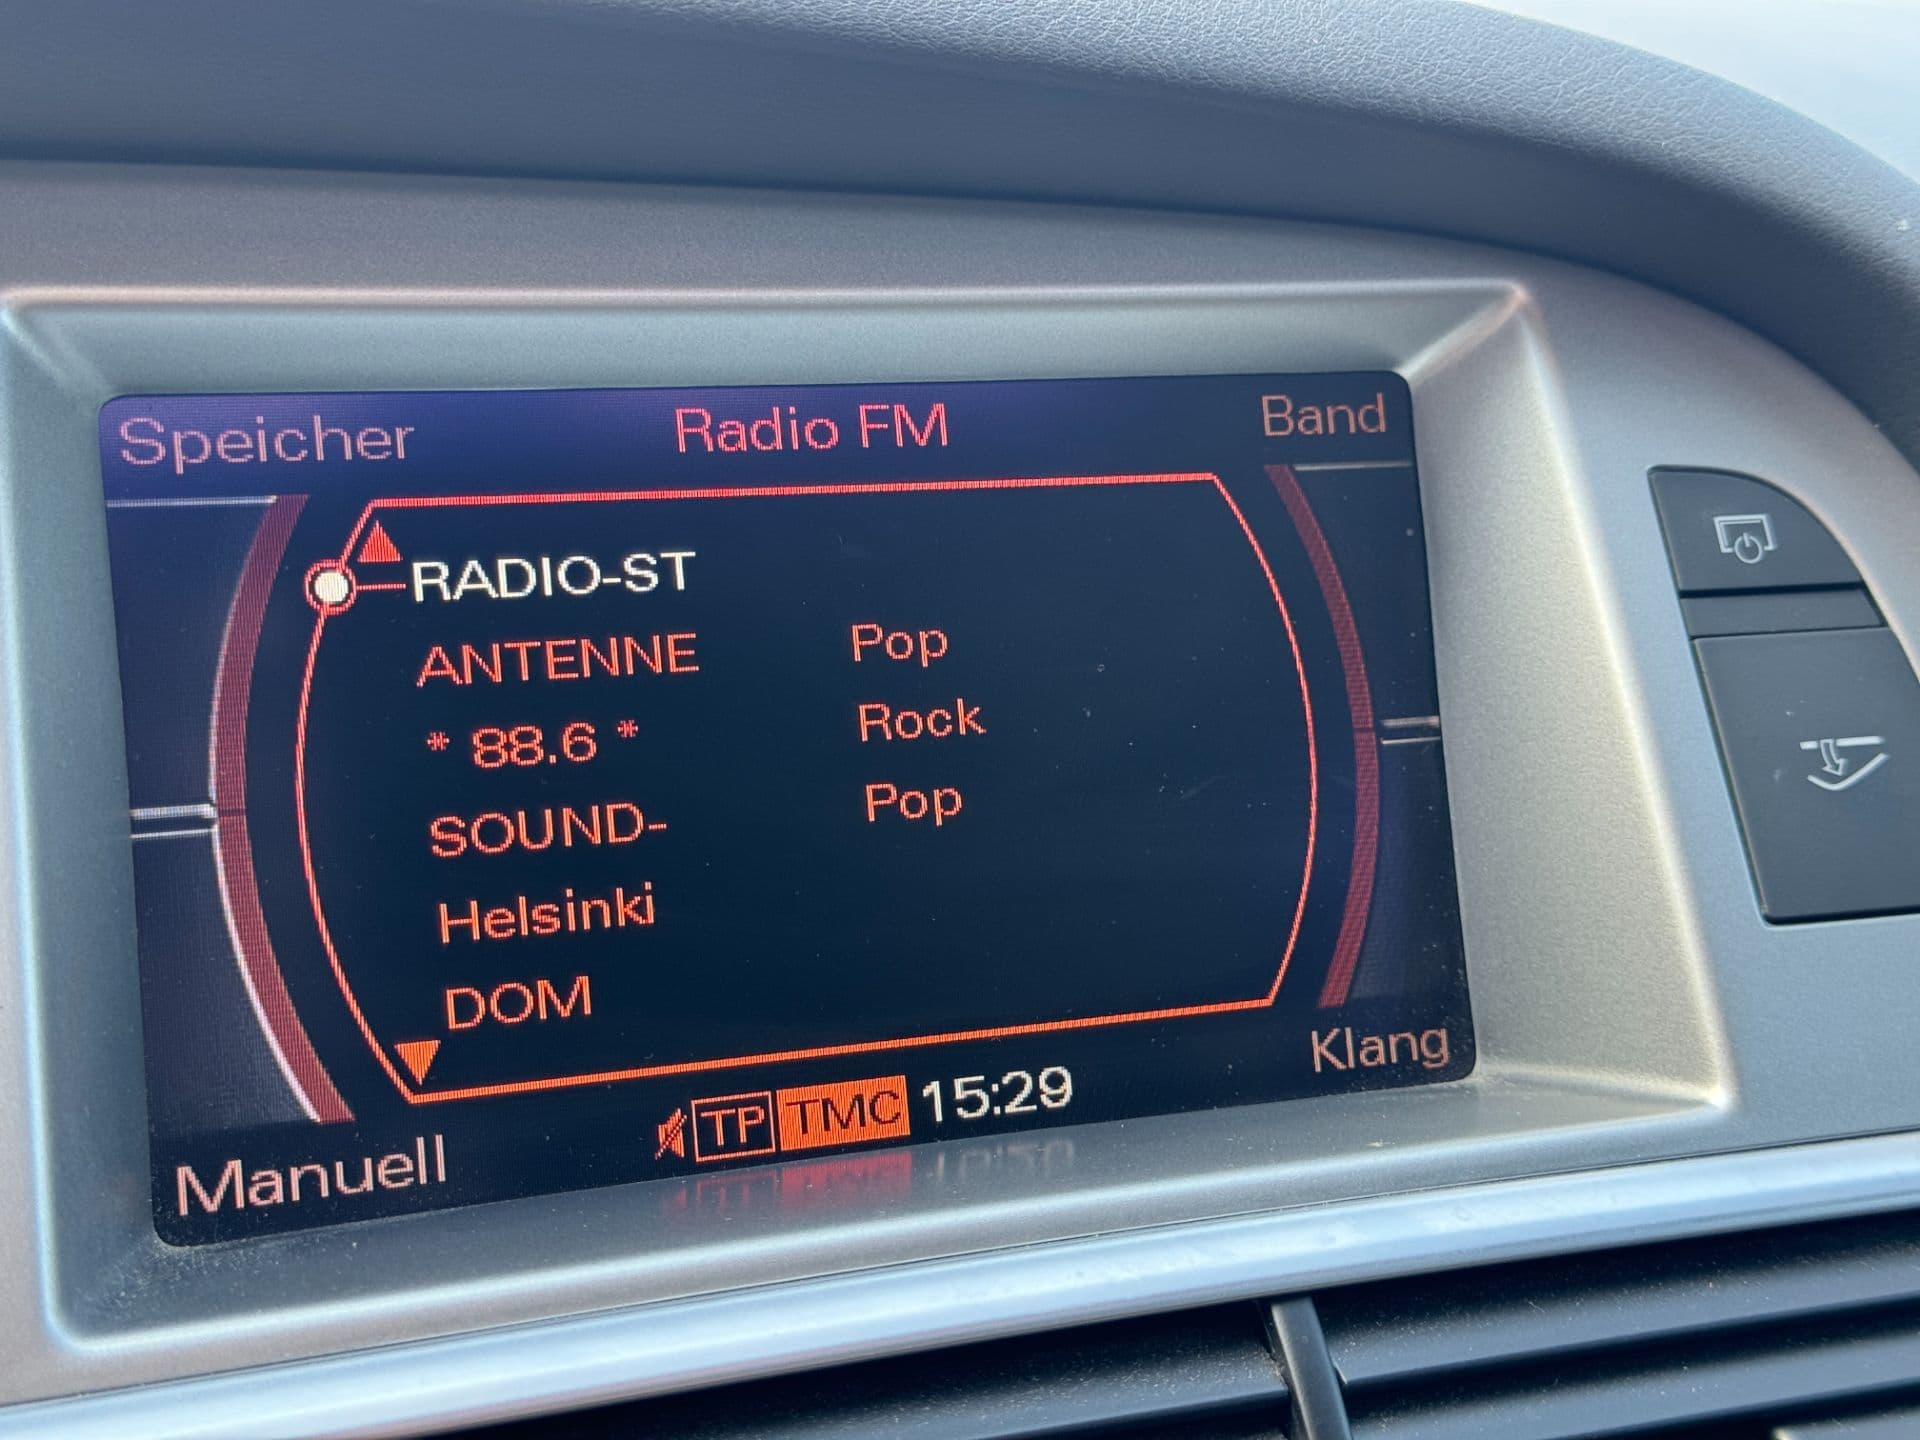 Speicher Radio FM Band
RADIO-ST
ANTENNE Pop
* 88.6 * Rock
SOUND- Pop
Helsinki
DOM
Klang
TP TMC 15:29
Manuell